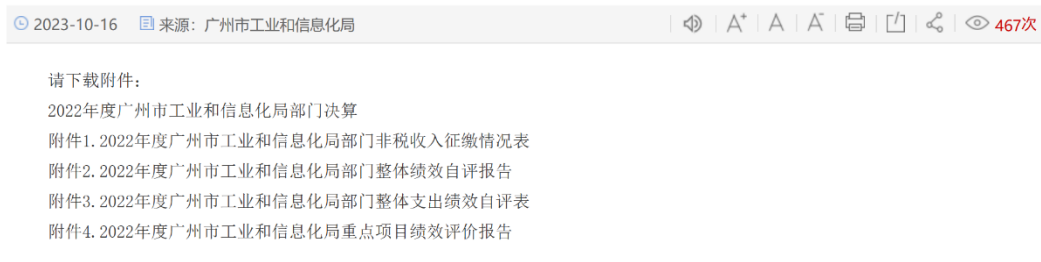 2023-10-16 来源：广州市工业和信息化局 A+ A A- 467次
请下载附件：
2022年度广州市工业和信息化局部门决算
附件1.2022年度广州市工业和信息化局部门非税收入征缴情况表
附件2.2022年度广州市工业和信息化局部门整体绩效自评报告
附件3.2022年度广州市工业和信息化局部门整体支出绩效自评表
附件4.2022年度广州市工业和信息化局重点项目绩效评价报告